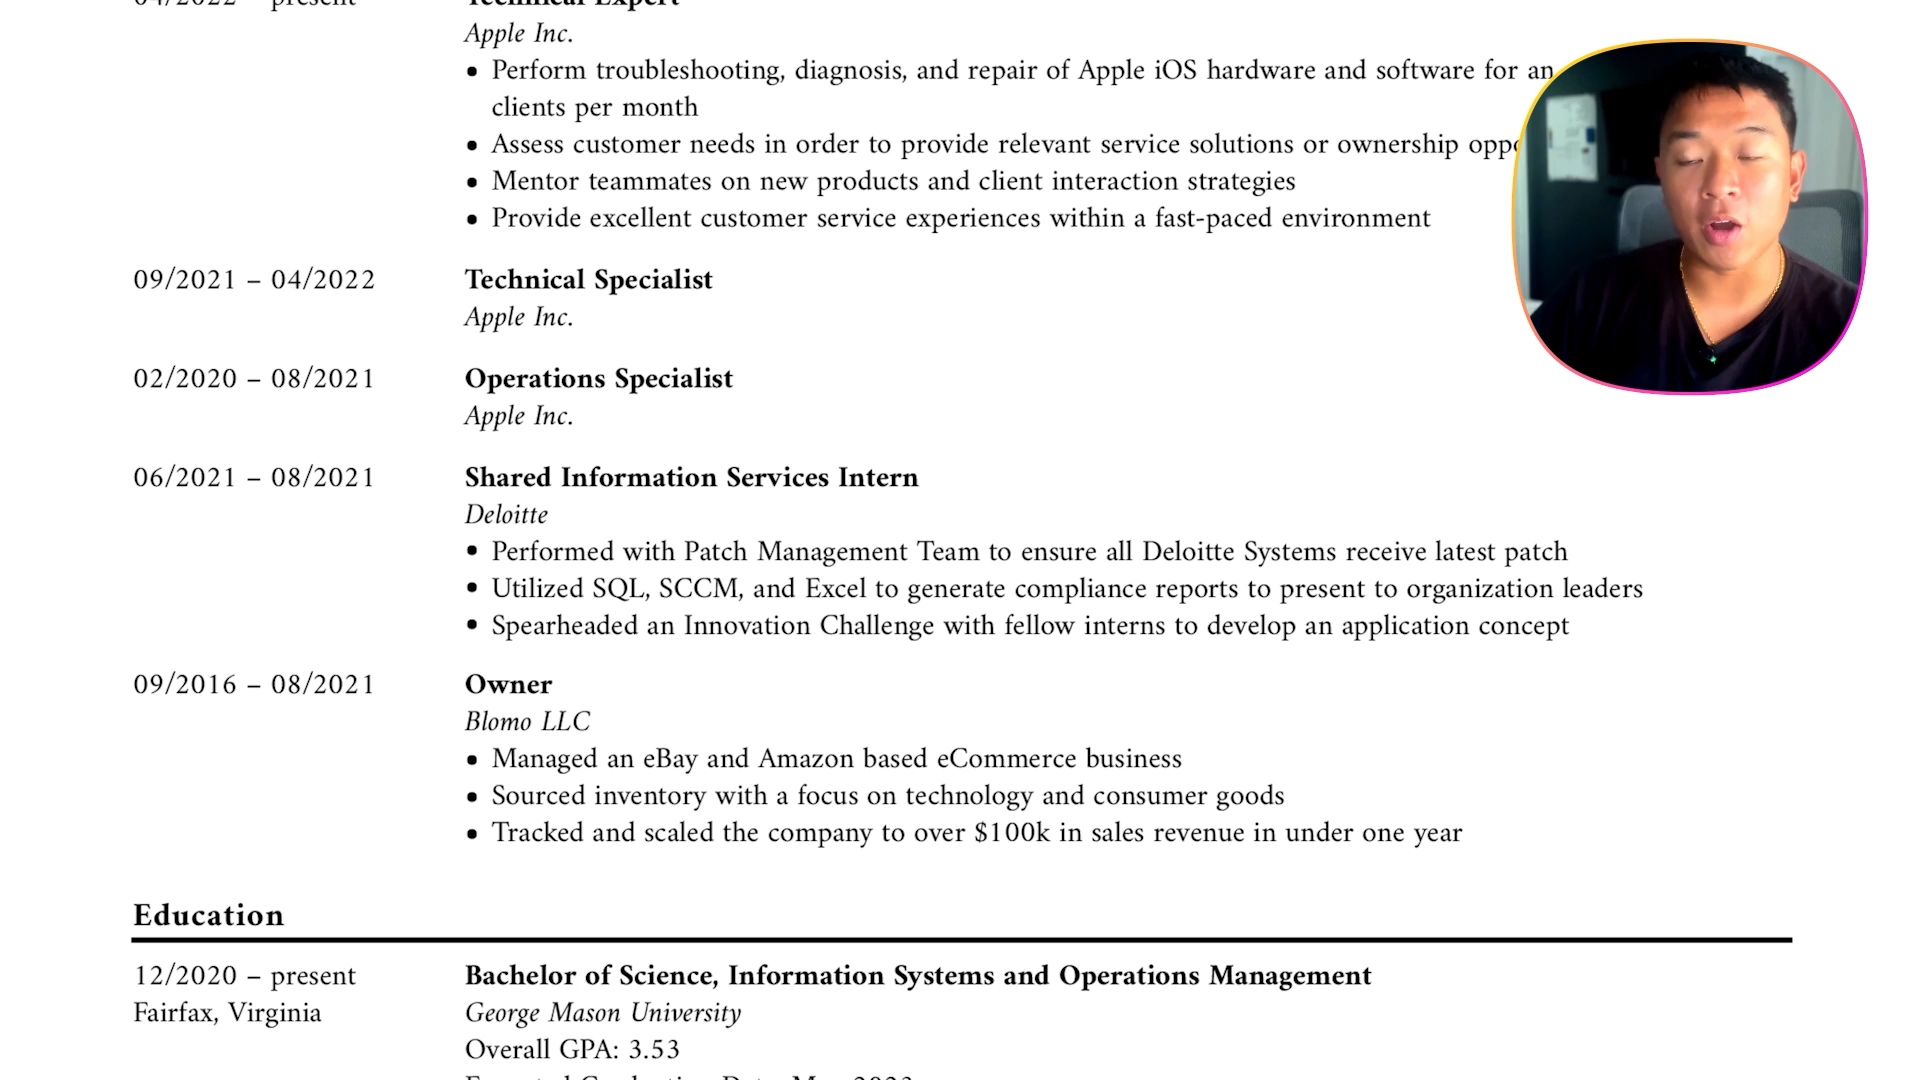 04/2022 – present Technical Expert
Apple Inc.
• Perform troubleshooting, diagnosis, and repair of Apple iOS hardware and software for an
clients per month
• Assess customer needs in order to provide relevant service solutions or ownership
• Mentor teammates on new products and client interaction strategies
• Provide excellent customer service experiences within a fast-paced environment
09/2021 – 04/2022 Technical Specialist
Apple Inc.
02/2020 – 08/2021 Operations Specialist
Apple Inc.
06/2021 – 08/2021 Shared Information Services Intern
Deloitte
• Performed with Patch Management Team to ensure all Deloitte Systems receive latest patch
• Utilized SQL, SCCM, and Excel to generate compliance reports to present to organization leaders
• Spearheaded an Innovation Challenge with fellow interns to develop an application concept
09/2016 – 08/2021 Owner
Blomo LLC
• Managed an eBay and Amazon based eCommerce business
• Sourced inventory with a focus on technology and consumer goods
• Tracked and scaled the company to over $100k in sales revenue in under one year
Education
12/2020 – present Bachelor of Science, Information Systems and Operations Management
Fairfax, Virginia George Mason University
Overall GPA: 3.53